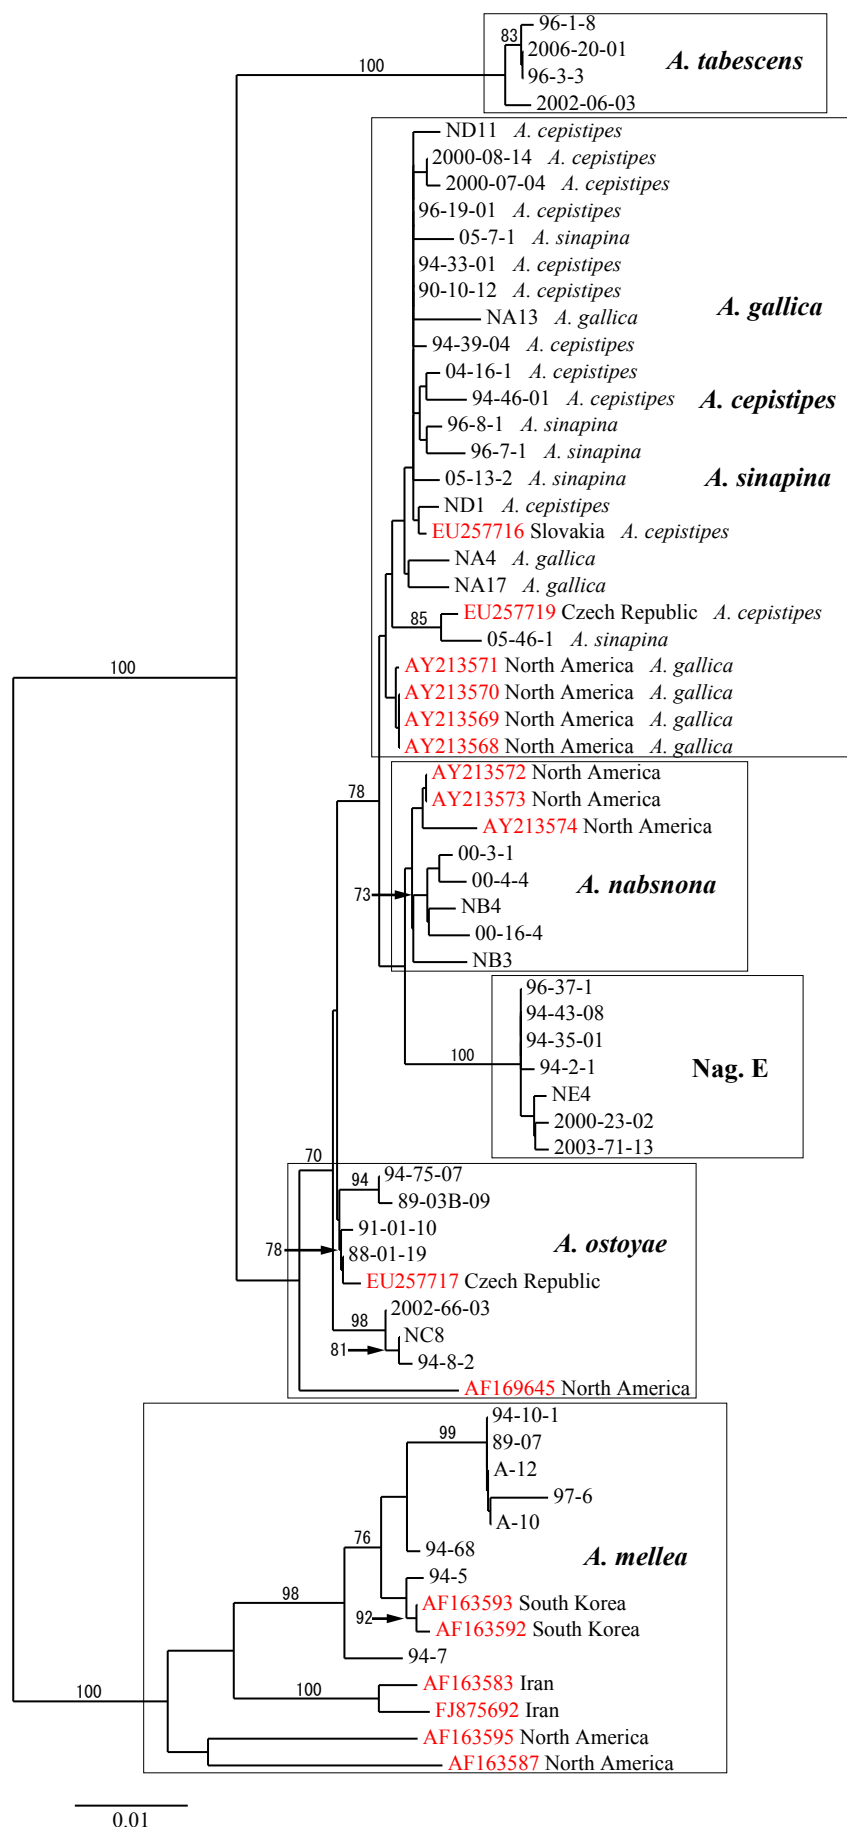 96-1-8
83
2006-20-01
A. tabescens
100
96-3-3
2002-06-03
ND11 A. cepistipes
2000-08-14 A. cepistipes
2000-07-04 A. cepistipes
96-19-01 A. cepistipes
05-7-1 A. sinapina
94-33-01 A. cepistipes
90-10-12 A. cepistipes
A. gallica
NA13 A. gallica
94-39-04 A. cepistipes
04-16-1 A. cepistipes
94-46-01 A. cepistipes
A. cepistipes
96-8-1 A. sinapina
96-7-1 A. sinapina
05-13-2 A. sinapina
A. sinapina
ND1 A. cepistipes
EU257716 Slovakia A. cepistipes
NA4 A. gallica
NA17 A. gallica
85
EU257719 Czech Republic A. cepistipes
05-46-1 A. sinapina
100
AY213571 North America A. gallica
AY213570 North America A. gallica
AY213569 North America A. gallica
AY213568 North America A. gallica
AY213572 North America
78
AY213573 North America
AY213574 North America
00-3-1
00-4-4
A. nabsnona
73
NB4
00-16-4
NB3
96-37-1
94-43-08
94-35-01
100
94-2-1
Nag. E
NE4
2000-23-02
2003-71-13
70
94
94-75-07
89-03B-09
91-01-10
A. ostoyae
78
88-01-19
EU257717 Czech Republic
2002-66-03
98
NC8
81
94-8-2
AF169645 North America
94-10-1
99
89-07
A-12
97-6
A-10
76
94-68
A. mellea
94-5
98
AF163593 South Korea
92
AF163592 South Korea
94-7
AF163583 Iran
100
100
FJ875692 Iran
AF163595 North America
AF163587 North America
0.01